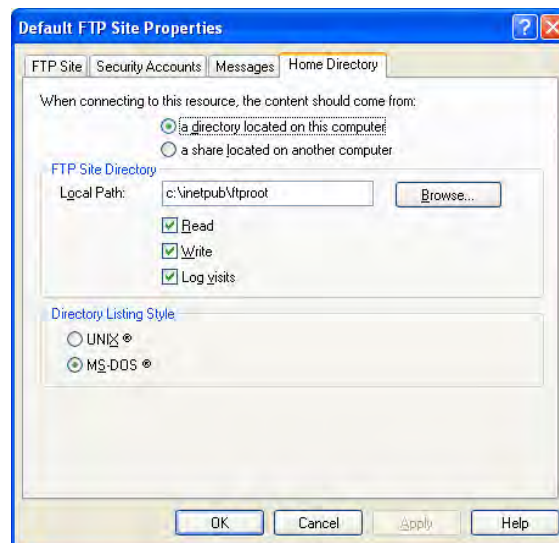 Default FTP Site Properties
FTP Site Security Accounts Messages Home Directory
When connecting to this resource, the content should come from:
a directory located on this computer
a share located on another computer
FTP Site Directory
Local Path: c:\inetpub\ftproot Browse...
Read
Write
Log visits
Directory Listing Style
UNIX ®
MS-DOS ®
OK Cancel Apply Help